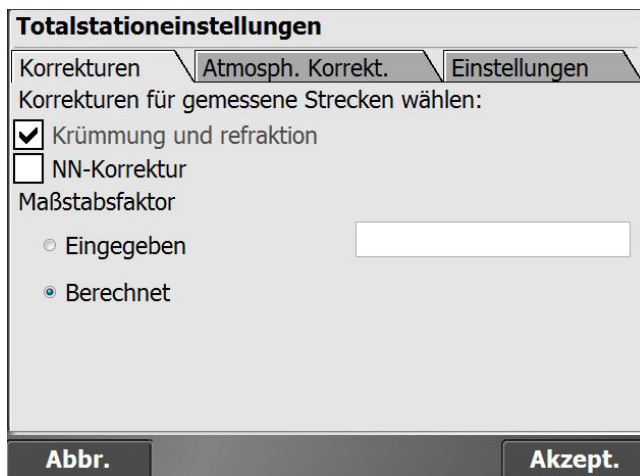 Totalstationeinstellungen
Korrekturen Atmosph. Korrekt. Einstellungen
Korrekturen für gemessene Strecken wählen:
Krümmung und refraktion
NN-Korrektur
Maßstabsfaktor
Eingegeben
Berechnet
Abbr. Akzept.